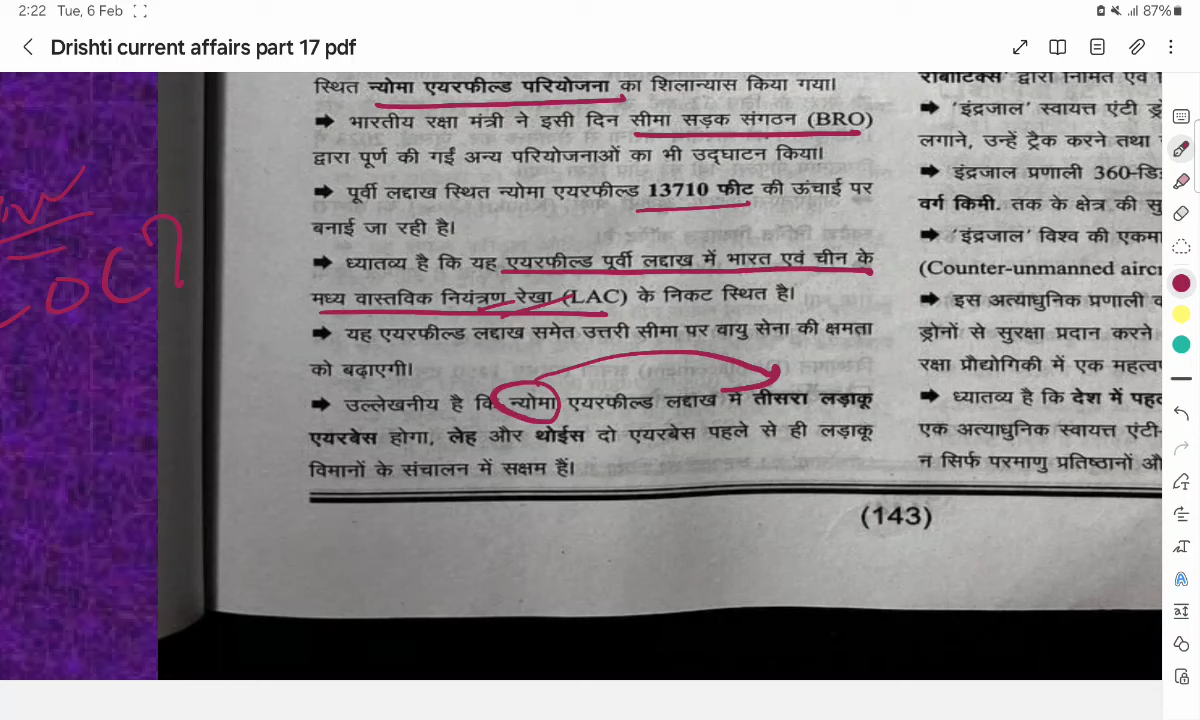 2:22 Tue, 6 Feb
87%
Drishti current affairs part 17 pdf
स्थित न्योमा एयरफील्ड परियोजना का शिलान्यास किया गया।
➡ भारतीय रक्षा मंत्री ने इसी दिन सीमा सड़क संगठन (BRO)
द्वारा पूर्ण की गईं अन्य परियोजनाओं का भी उद्घाटन किया।
➡ पूर्वी लद्दाख स्थित न्योमा एयरफील्ड 13710 फीट की ऊंचाई पर
बनाई जा रही है।
➡ ध्यातव्य है कि यह एयरफील्ड पूर्वी लद्दाख में भारत एवं चीन के
मध्य वास्तविक नियंत्रण रेखा (LAC) के निकट स्थित है।
➡ यह एयरफील्ड लद्दाख समेत उत्तरी सीमा पर वायु सेना की क्षमता
को बढ़ाएगी।
➡ उल्लेखनीय है कि न्योमा एयरफील्ड लद्दाख में तीसरा लड़ाकू
एयरबेस होगा, लेह और थोईस दो एयरबेस पहले से ही लड़ाकू
विमानों के संचालन में सक्षम हैं।
(143)
रोबोटिक्स' द्वारा निर्मित एवं
➡ 'इंद्रजाल' स्वायत्त एंटी
लगाने, उन्हें ट्रैक करने तथा
➡ इंद्रजाल प्रणाली 360-डि
वर्ग किमी. तक के क्षेत्र की सु
➡ 'इंद्रजाल' विश्व की एकमा
(Counter-unmanned aircr
➡ इस अत्याधुनिक प्रणाली
ड्रोनों से सुरक्षा प्रदान करने
रक्षा प्रौद्योगिकी में एक महत्वप
➡ ध्यातव्य है कि देश में पहल
एक अत्याधुनिक स्वायत्त एंटी-
न सिर्फ परमाणु प्रतिष्ठानों औ